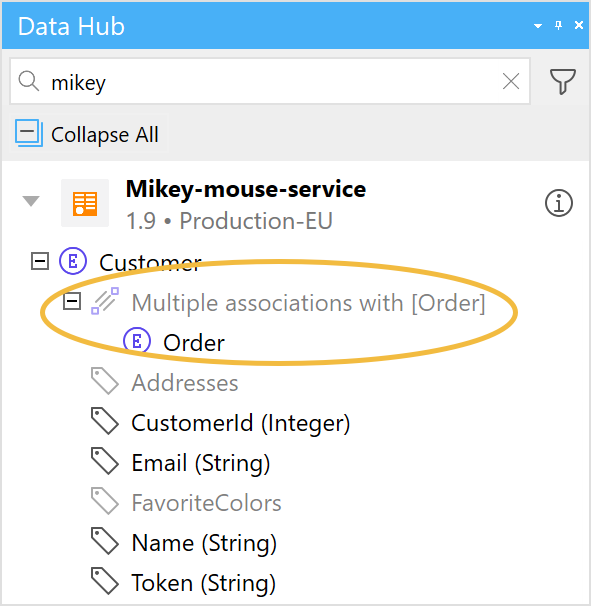 Data Hub
mikey
Collapse All
Mikey-mouse-service
1.9 • Production-EU
E Customer
Multiple associations with [Order]
E Order
Addresses
CustomerId (Integer)
Email (String)
FavoriteColors
Name (String)
Token (String)